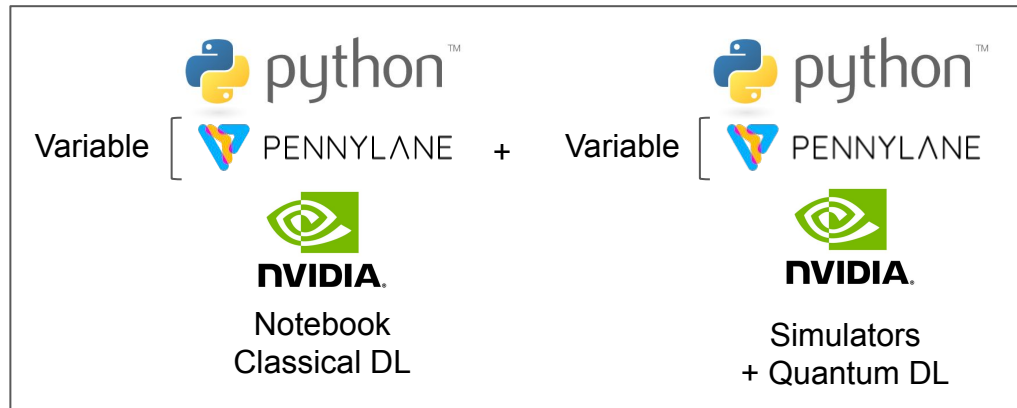 python™ python™
Variable [ PENNYLANE + Variable [ PENNYLANE
NVIDIA® NVIDIA®
Notebook
Classical DL
Simulators
+ Quantum DL